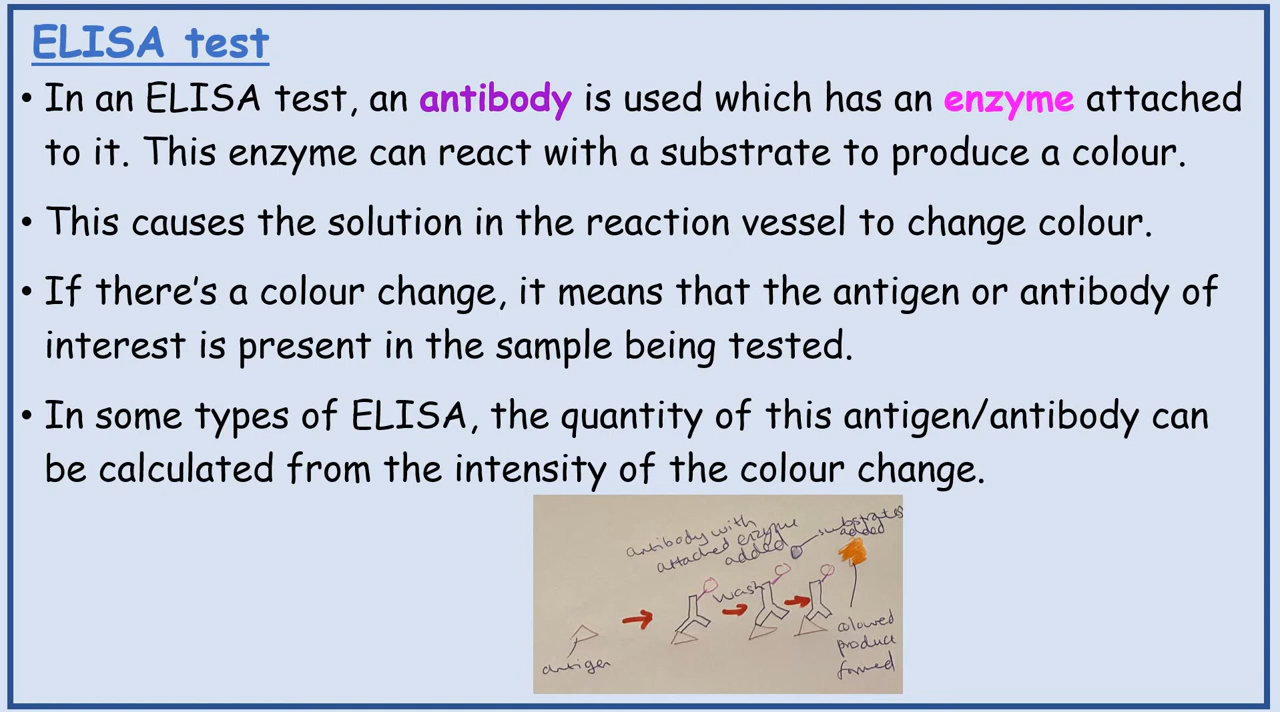 ELISA test
• In an ELISA test, an antibody is used which has an enzyme attached
to it. This enzyme can react with a substrate to produce a colour.
• This causes the solution in the reaction vessel to change colour.
• If there’s a colour change, it means that the antigen or antibody of
interest is present in the sample being tested.
• In some types of ELISA, the quantity of this antigen/antibody can
be calculated from the intensity of the colour change.
antibody with
attached enzyme
added
substrates
added
wash
antigen
coloured
produce
formed